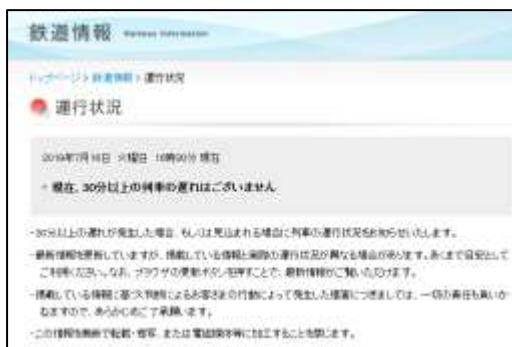 鉄道情報 Railway Information
トップページ > 鉄道情報 > 運行状況
運行状況
2019年7月16日 火曜日 16時00分 現在
・現在、30分以上の列車の遅れはございません
・30分以上の遅れが発生した場合、もしくは見込まれる場合に列車の運行状況をお知らせいたします。
・最新情報を更新していますが、掲載している情報と実際の運行状況が異なる場合があります。あくまで目安として
ご利用ください。なお、ブラウザの更新ボタンを押すことで、最新情報がご覧いただけます。
・掲載している情報に基づく判断によるお客さまの行動によって発生した損害につきましては、一切の責任も負いか
ねますので、あらかじめご了承願います。
・この情報を無断で転載・複写、または電磁媒体等に加工することを禁じます。